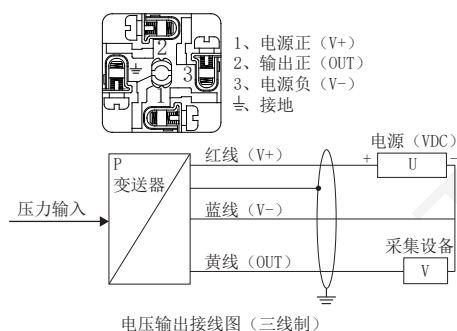 1、电源正（V+）
2、输出正（OUT）
3、电源负（V-）
⏚、接地
2
3
1
电源（VDC）
红线（V+）
+ U -
P
变送器
压力输入
蓝线（V-）
采集设备
黄线（OUT）
V
电压输出接线图（三线制）